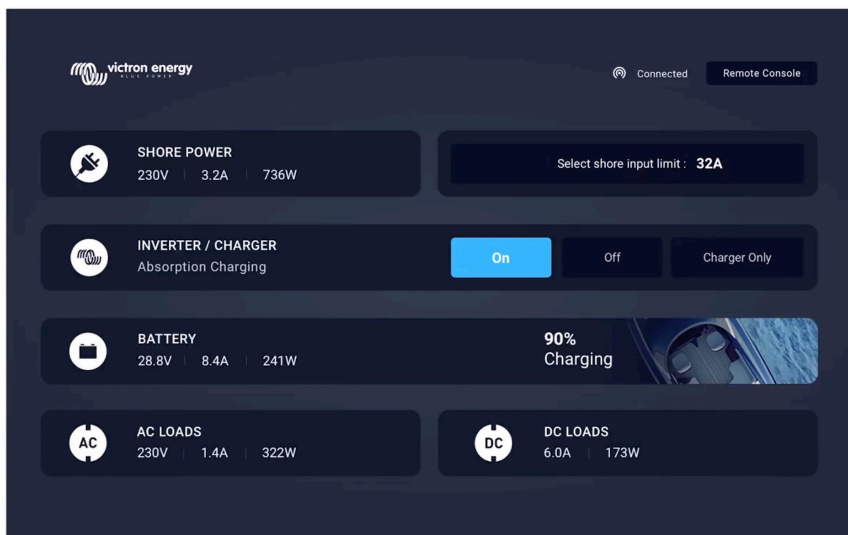 victron energy
BLUE POWER
Connected
Remote Console
SHORE POWER
230V | 3.2A | 736W
Select shore input limit : 32A
INVERTER / CHARGER
Absorption Charging
On
Off
Charger Only
BATTERY
28.8V | 8.4A | 241W
90%
Charging
AC
AC LOADS
230V | 1.4A | 322W
DC
DC LOADS
6.0A | 173W